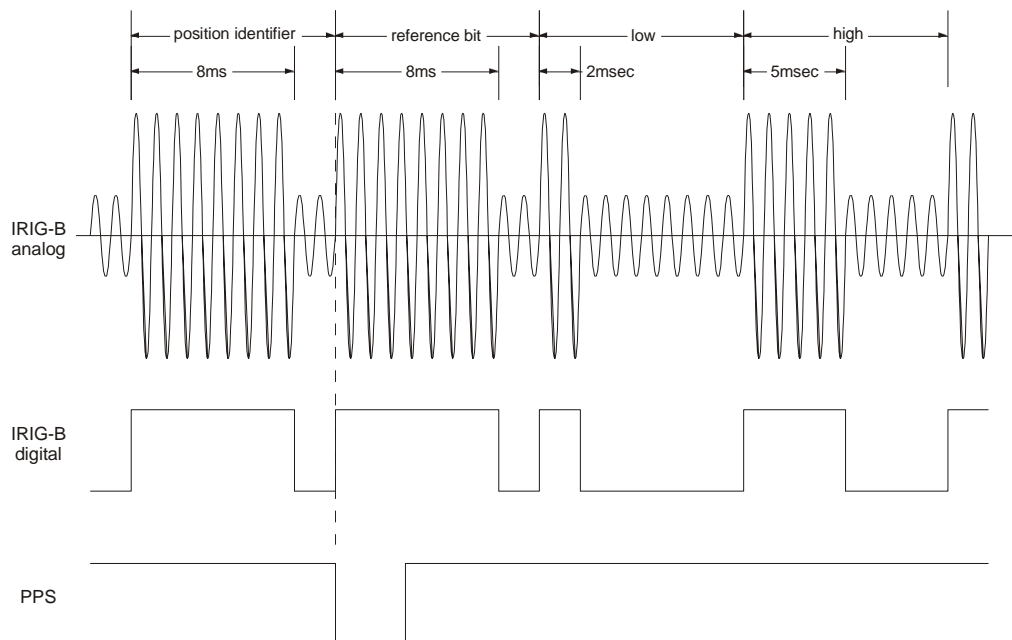 position identifier
reference bit
low
high
8ms
8ms
2msec
5msec
IRIG-B
analog
IRIG-B
digital
PPS